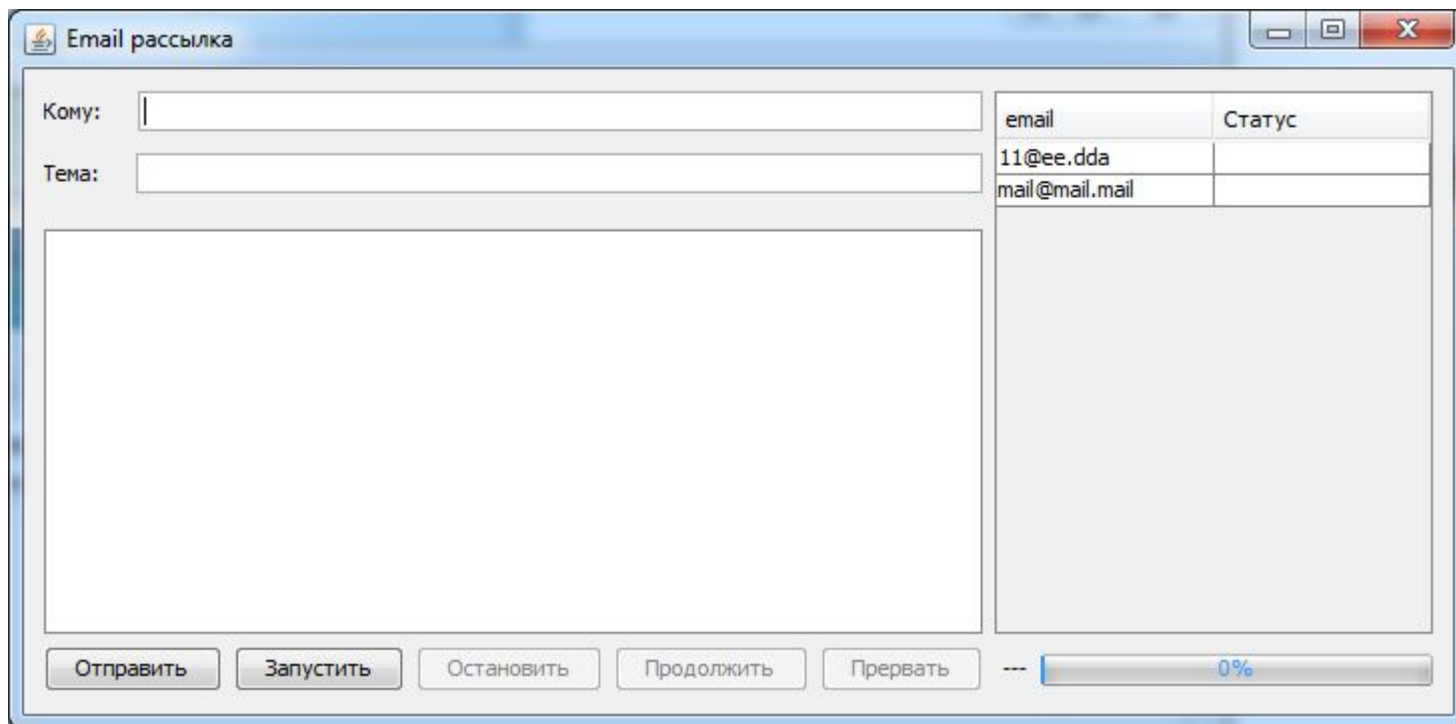 Email рассылка
Кому:
Тема:
email Статус
11@ee.dda
mail@mail.mail
Отправить Запустить Остановить Продолжить Прервать --- 0%